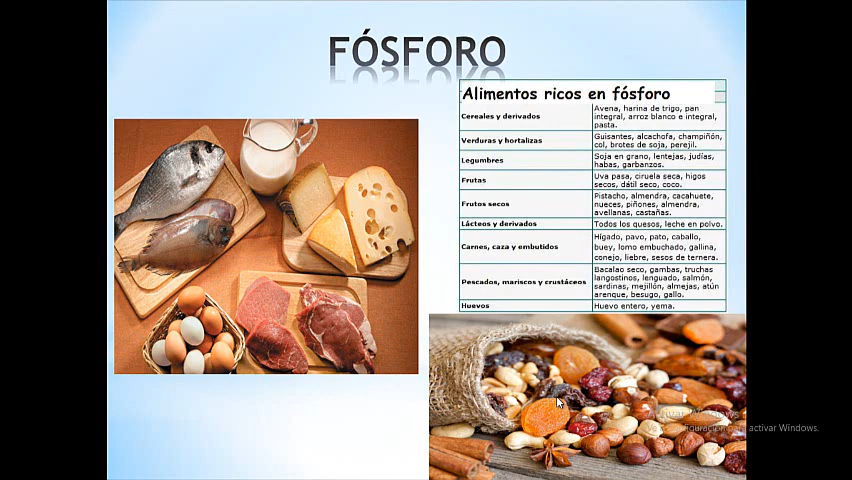 FÓSFORO
Alimentos ricos en fósforo
Cereales y derivados
Avena, harina de trigo, pan
integral, arroz blanco e integral,
pasta.
Verduras y hortalizas
Guisantes, alcachofa, champiñón,
col, brotes de soja, perejil.
Legumbres
Soja en grano, lentejas, judías,
habas, garbanzos.
Frutas
Uva pasa, ciruela seca, higos
secos, dátil seco, coco.
Frutos secos
Pistacho, almendra, cacahuete,
nueces, piñones, almendra,
avellanas, castañas.
Lácteos y derivados
Todos los quesos, leche en polvo.
Carnes, caza y embutidos
Hígado, pavo, pato, caballo,
buey, lomo embuchado, gallina,
conejo, liebre, sesos de ternera.
Pescados, mariscos y crustáceos
Bacalao seco, gambas, truchas
langostinos, lenguado, salmón,
sardinas, mejillón, almejas, atún
arenque, besugo, gallo.
Huevos
Huevo entero, yema.
Windows
para activar Windows.